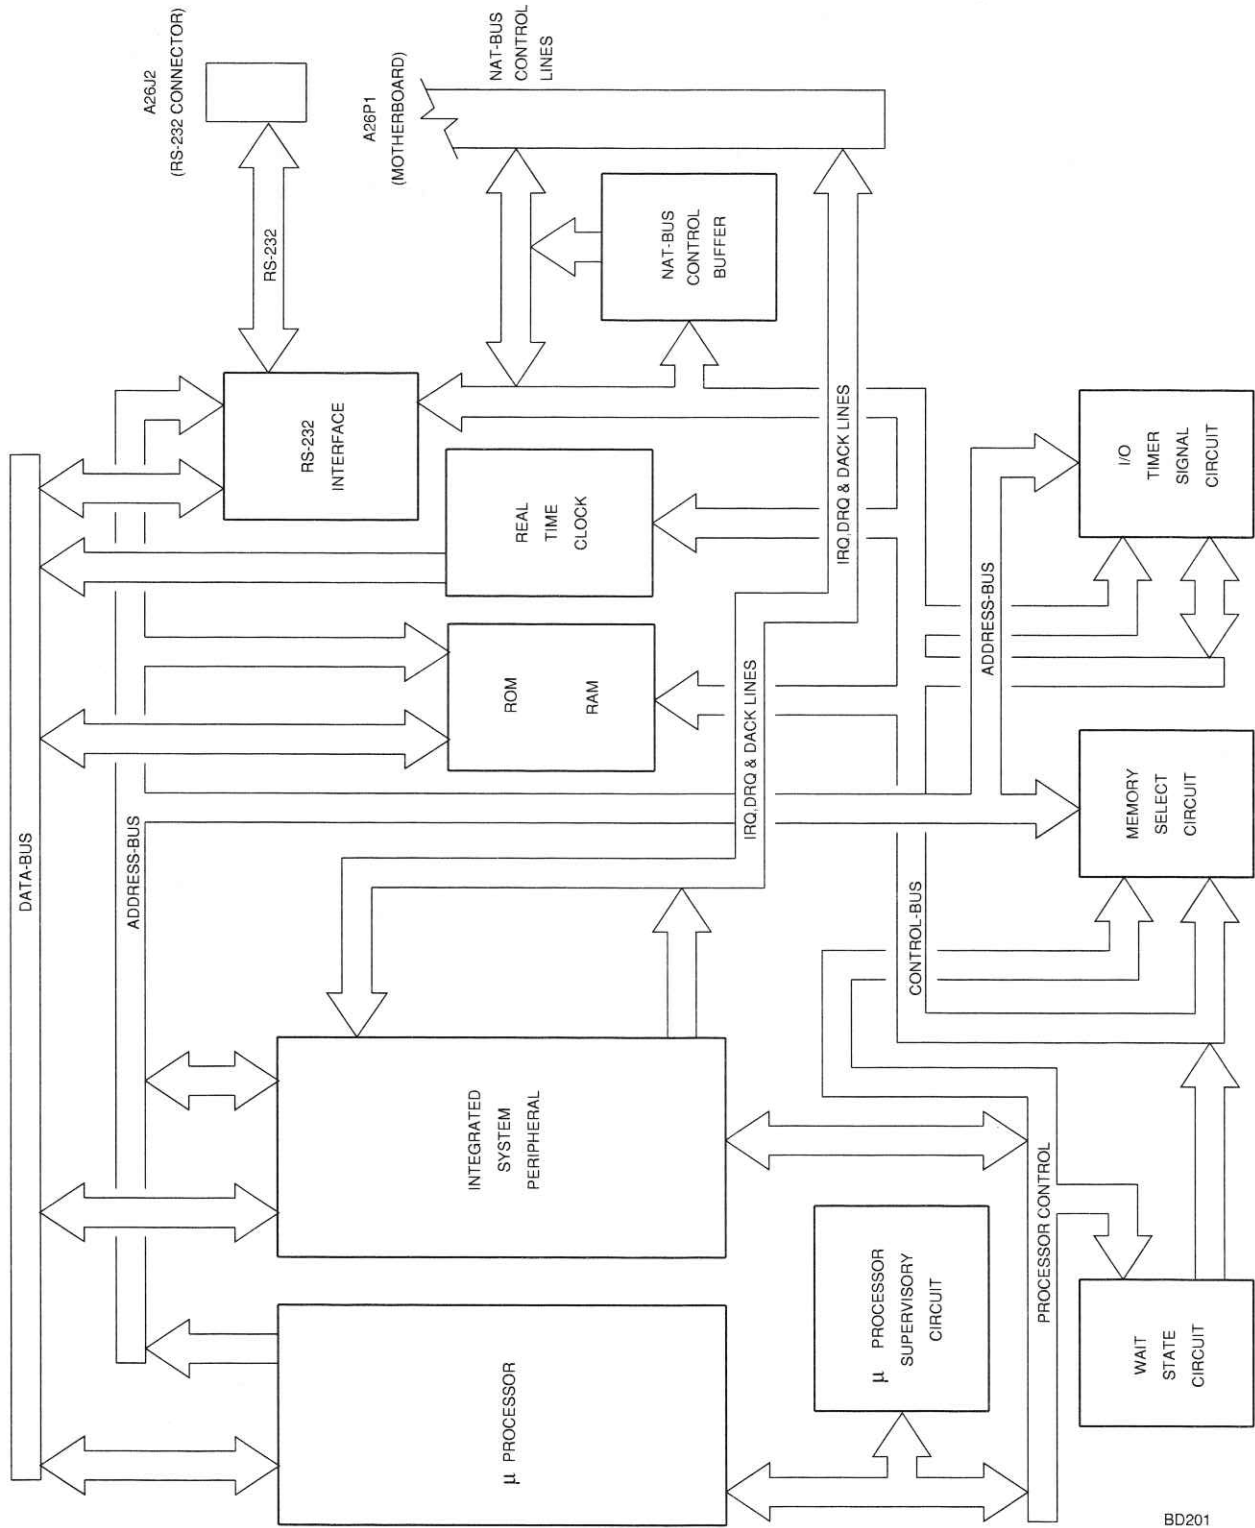 DATA-BUS
ADDRESS-BUS
μ PROCESSOR
INTEGRATED
SYSTEM
PERIPHERAL
ROM
RAM
REAL
TIME
CLOCK
RS-232
INTERFACE
RS-232
A26J2
(RS-232 CONNECTOR)
A26P1
(MOTHERBOARD)
NAT-BUS
CONTROL
LINES
NAT-BUS
CONTROL
BUFFER
IRQ,DRQ & DACK LINES
IRQ,DRQ & DACK LINES
μ PROCESSOR
SUPERVISORY
CIRCUIT
PROCESSOR CONTROL
CONTROL-BUS
ADDRESS-BUS
WAIT
STATE
CIRCUIT
MEMORY
SELECT
CIRCUIT
I/O
TIMER
SIGNAL
CIRCUIT
BD201